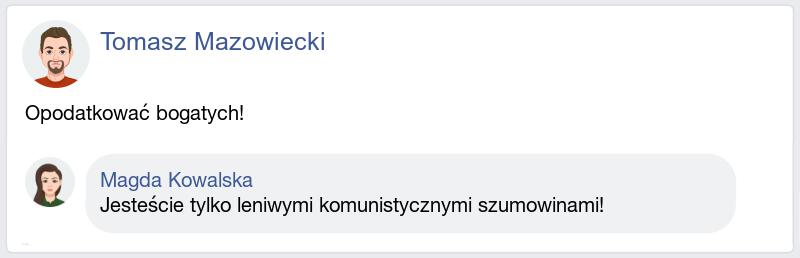 Tomasz Mazowiecki
Opodatkować bogatych!
Magda Kowalska
Jesteście tylko leniwymi komunistycznymi szumowinami!